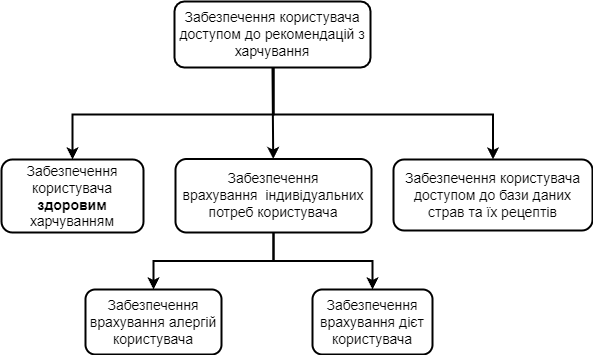 Забезпечення користувача
доступом до рекомендацій з
харчування
Забезпечення
користувача
здоровим
харчуванням
Забезпечення
врахування індивідуальних
потреб користувача
Забезпечення користувача
доступом до бази даних
страв та їх рецептів
Забезпечення
врахування алергій
користувача
Забезпечення
врахування дієт
користувача